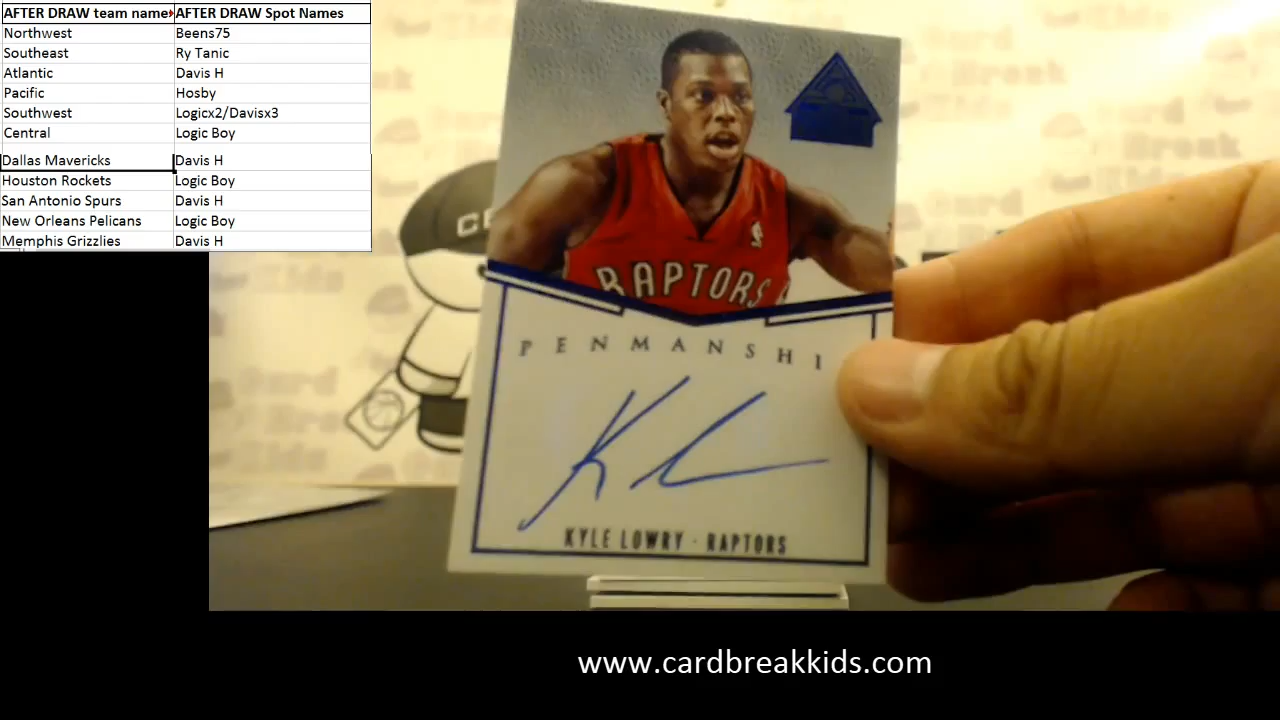 AFTER DRAW team name AFTER DRAW Spot Names
Northwest Beens75
Southeast Ry Tanic
Atlantic Davis H
Pacific Hosby
Southwest Logicx2/Davisx3
Central Logic Boy
Dallas Mavericks Davis H
Houston Rockets Logic Boy
San Antonio Spurs Davis H
New Orleans Pelicans Logic Boy
Memphis Grizzlies Davis H
RAPTORS
PENMANSHI
KYLE LOWRY · RAPTORS
www.cardbreakkids.com